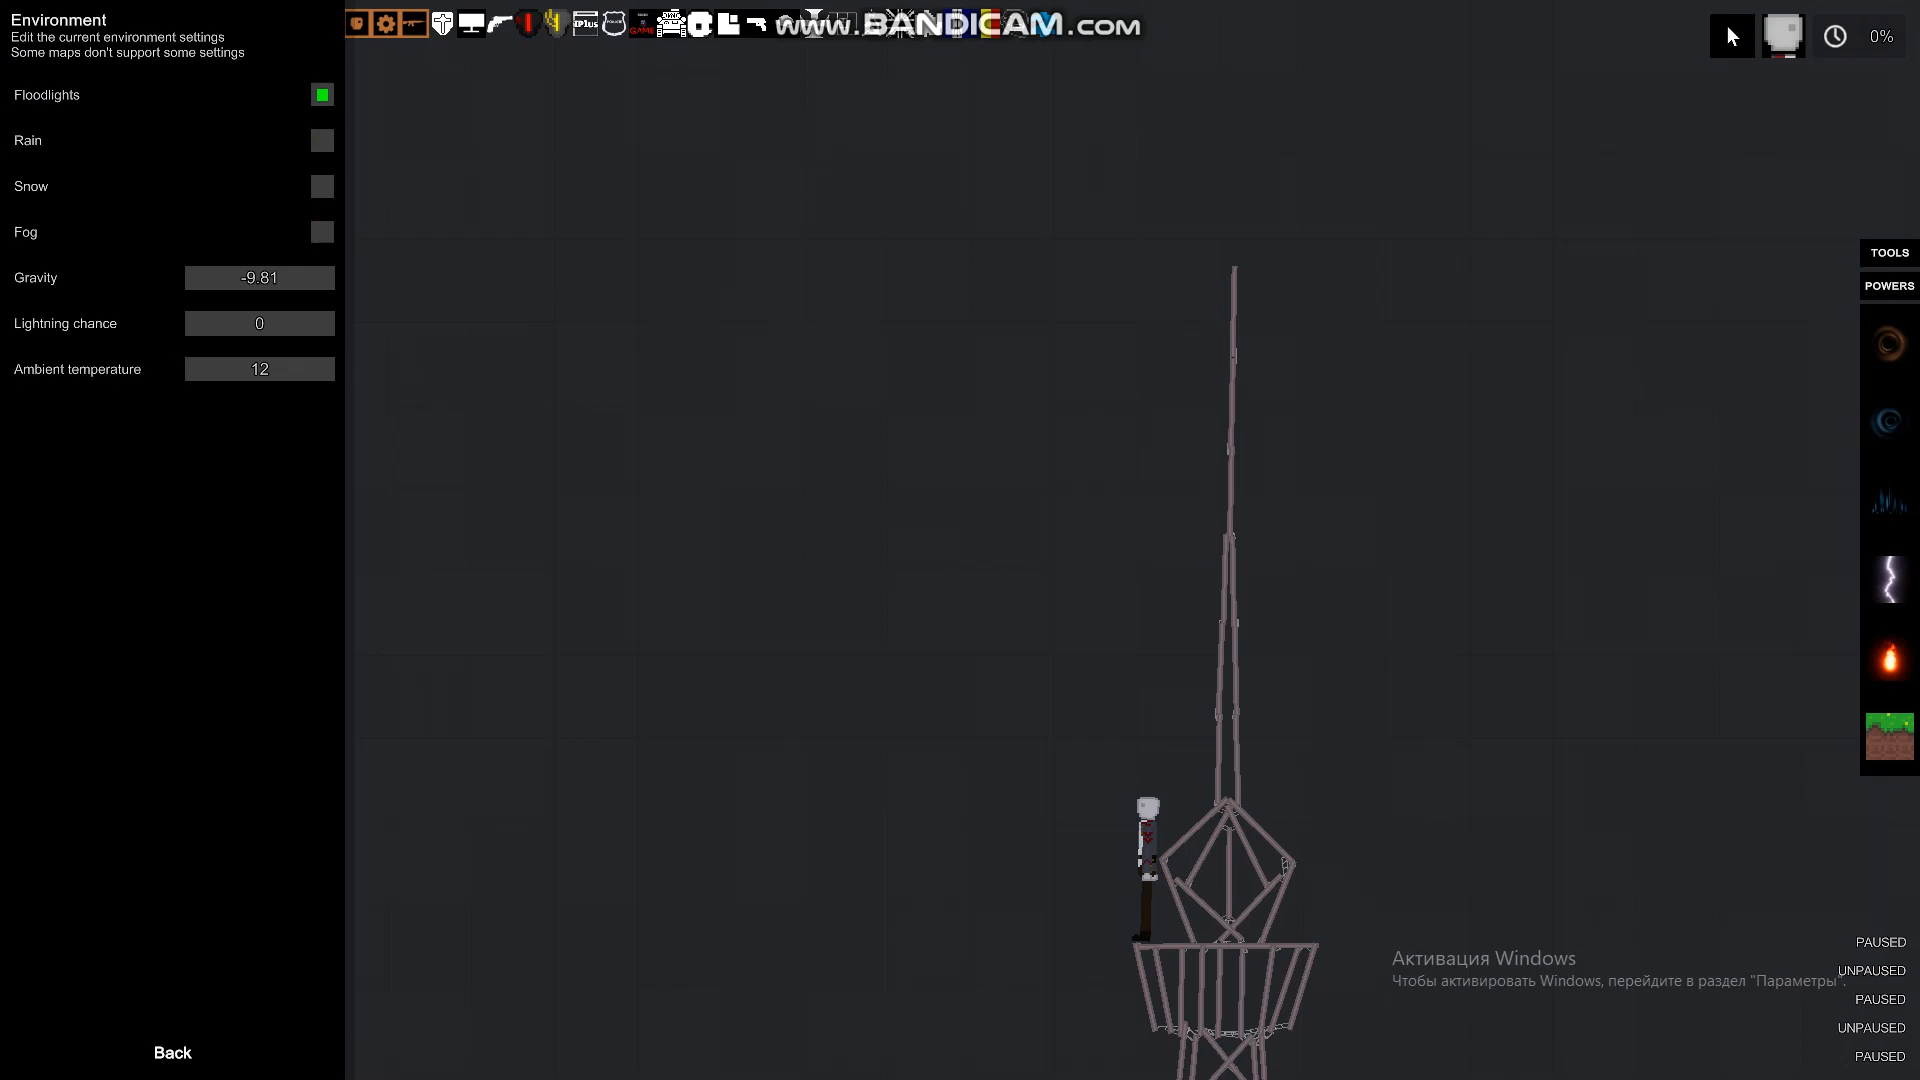 Environment
Edit the current environment settings
Some maps don't support some settings
Floodlights
Rain
Snow
Fog
Gravity
-9.81
Lightning chance
0
Ambient temperature
12
Back
www.BANDICAM.com
GAME
0%
TOOLS
POWERS
Активация Windows
Чтобы активировать Windows, перейдите в раздел "Параметры".
PAUSED
UNPAUSED
PAUSED
UNPAUSED
PAUSED